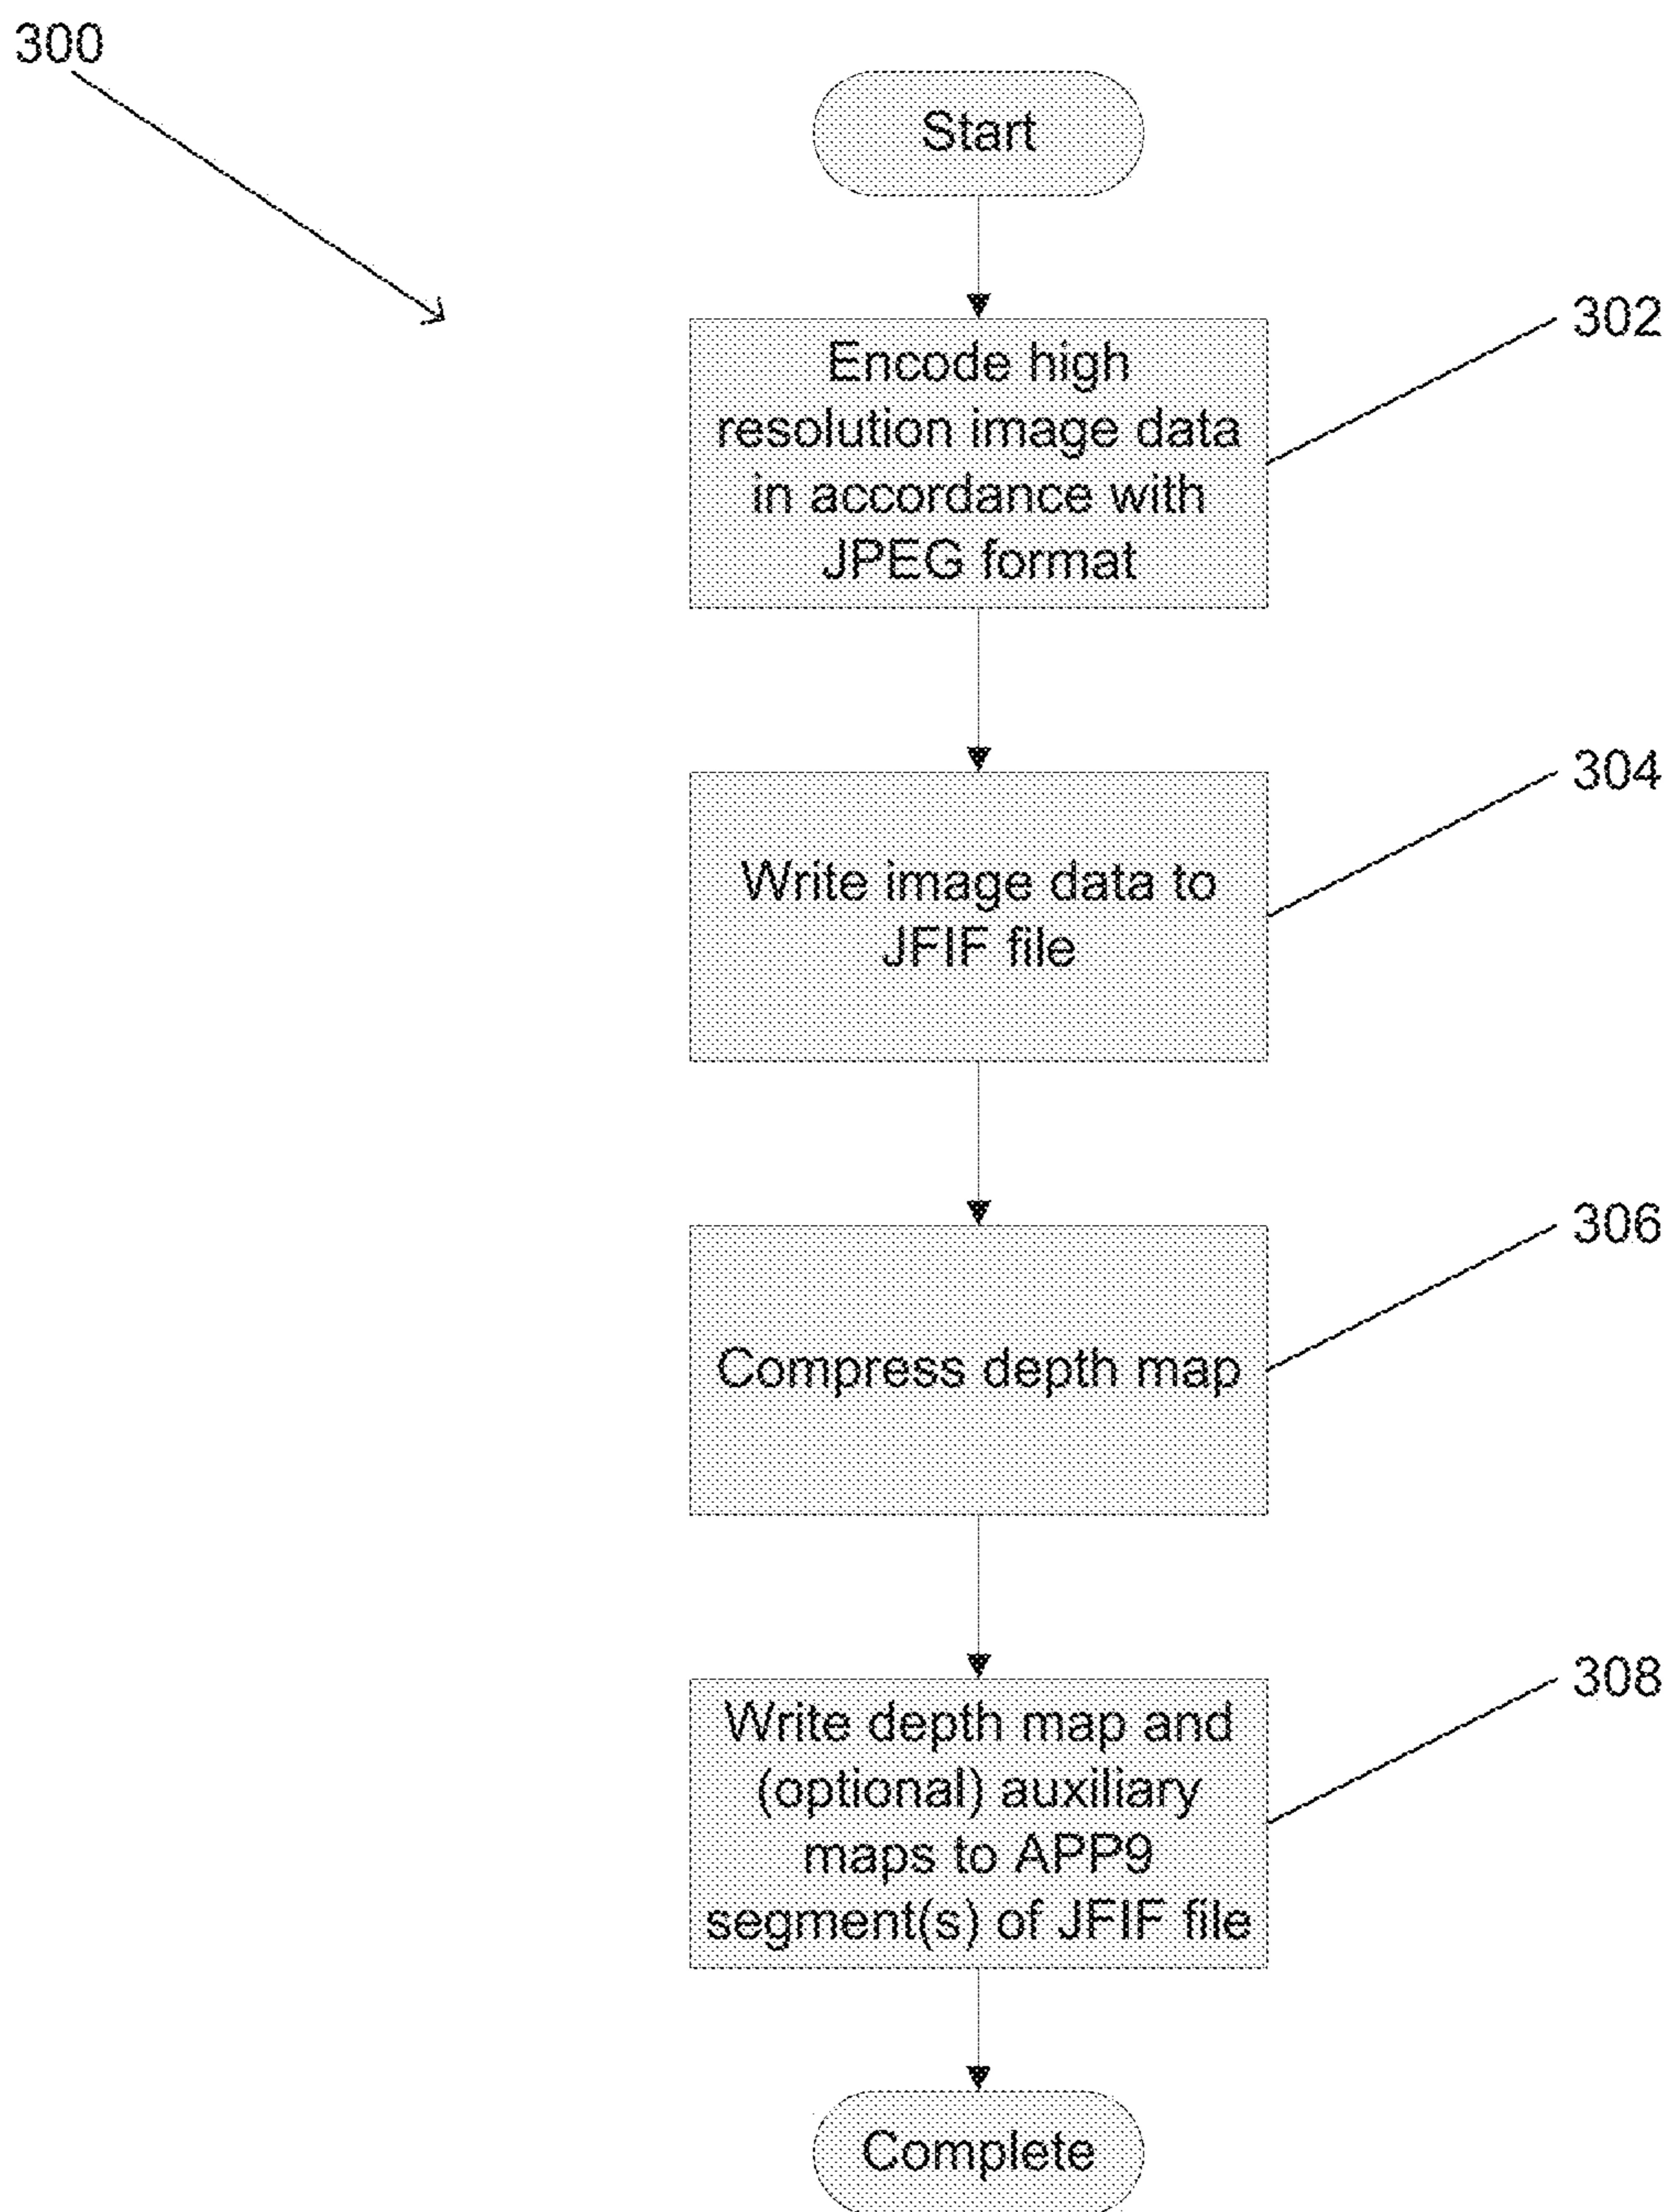 300
Start
302
Encode high
resolution image data
in accordance with
JPEG format
304
Write image data to
JFIF file
306
Compress depth map
308
Write depth map and
(optional) auxiliary
maps to APP9
segment(s) of JFIF file
Complete